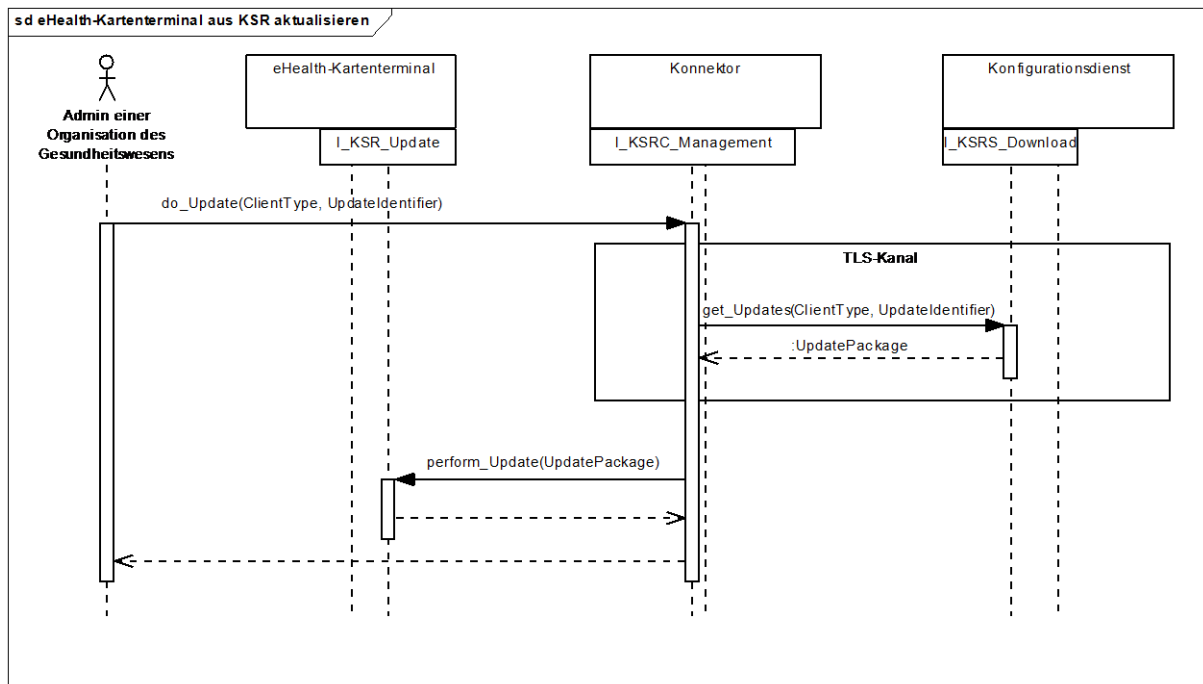 sd eHealth-Kartenterminal aus KSR aktualisieren
eHealth-Kartenterminal
Konnektor
Konfigurationsdienst
Admin einer
Organisation des
Gesundheitswesens
I_KSR_Update
I_KSRC_Management
I_KSRS_Download
do_Update(ClientType, UpdateIdentifier)
TLS-Kanal
get_Updates(ClientType, UpdateIdentifier)
:UpdatePackage
perform_Update(UpdatePackage)